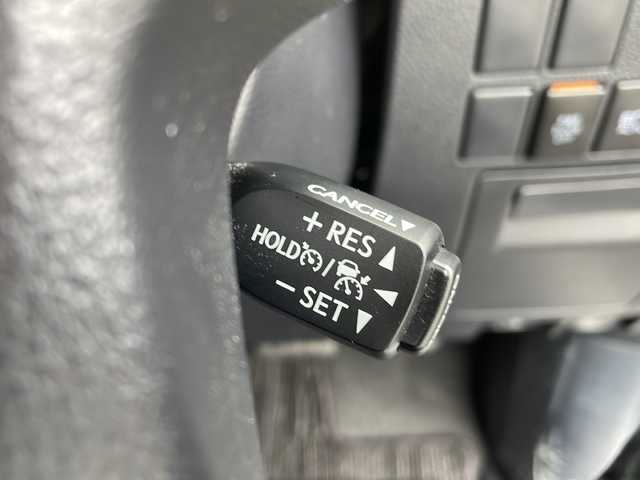 CANCEL▼
+ RES ▲
HOLD / ◀
− SET ▼